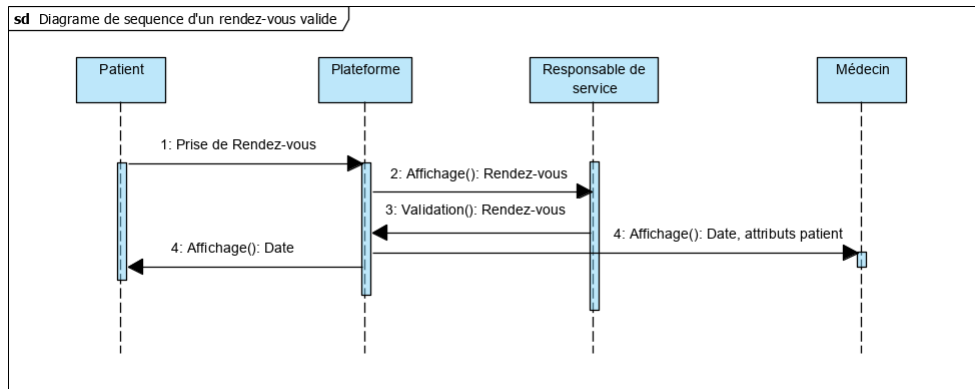 sd Diagrame de sequence d'un rendez-vous valide
Patient
Plateforme
Responsable de
service
Médecin
1: Prise de Rendez-vous
2: Affichage(): Rendez-vous
3: Validation(): Rendez-vous
4: Affichage(): Date, attributs patient
4: Affichage(): Date